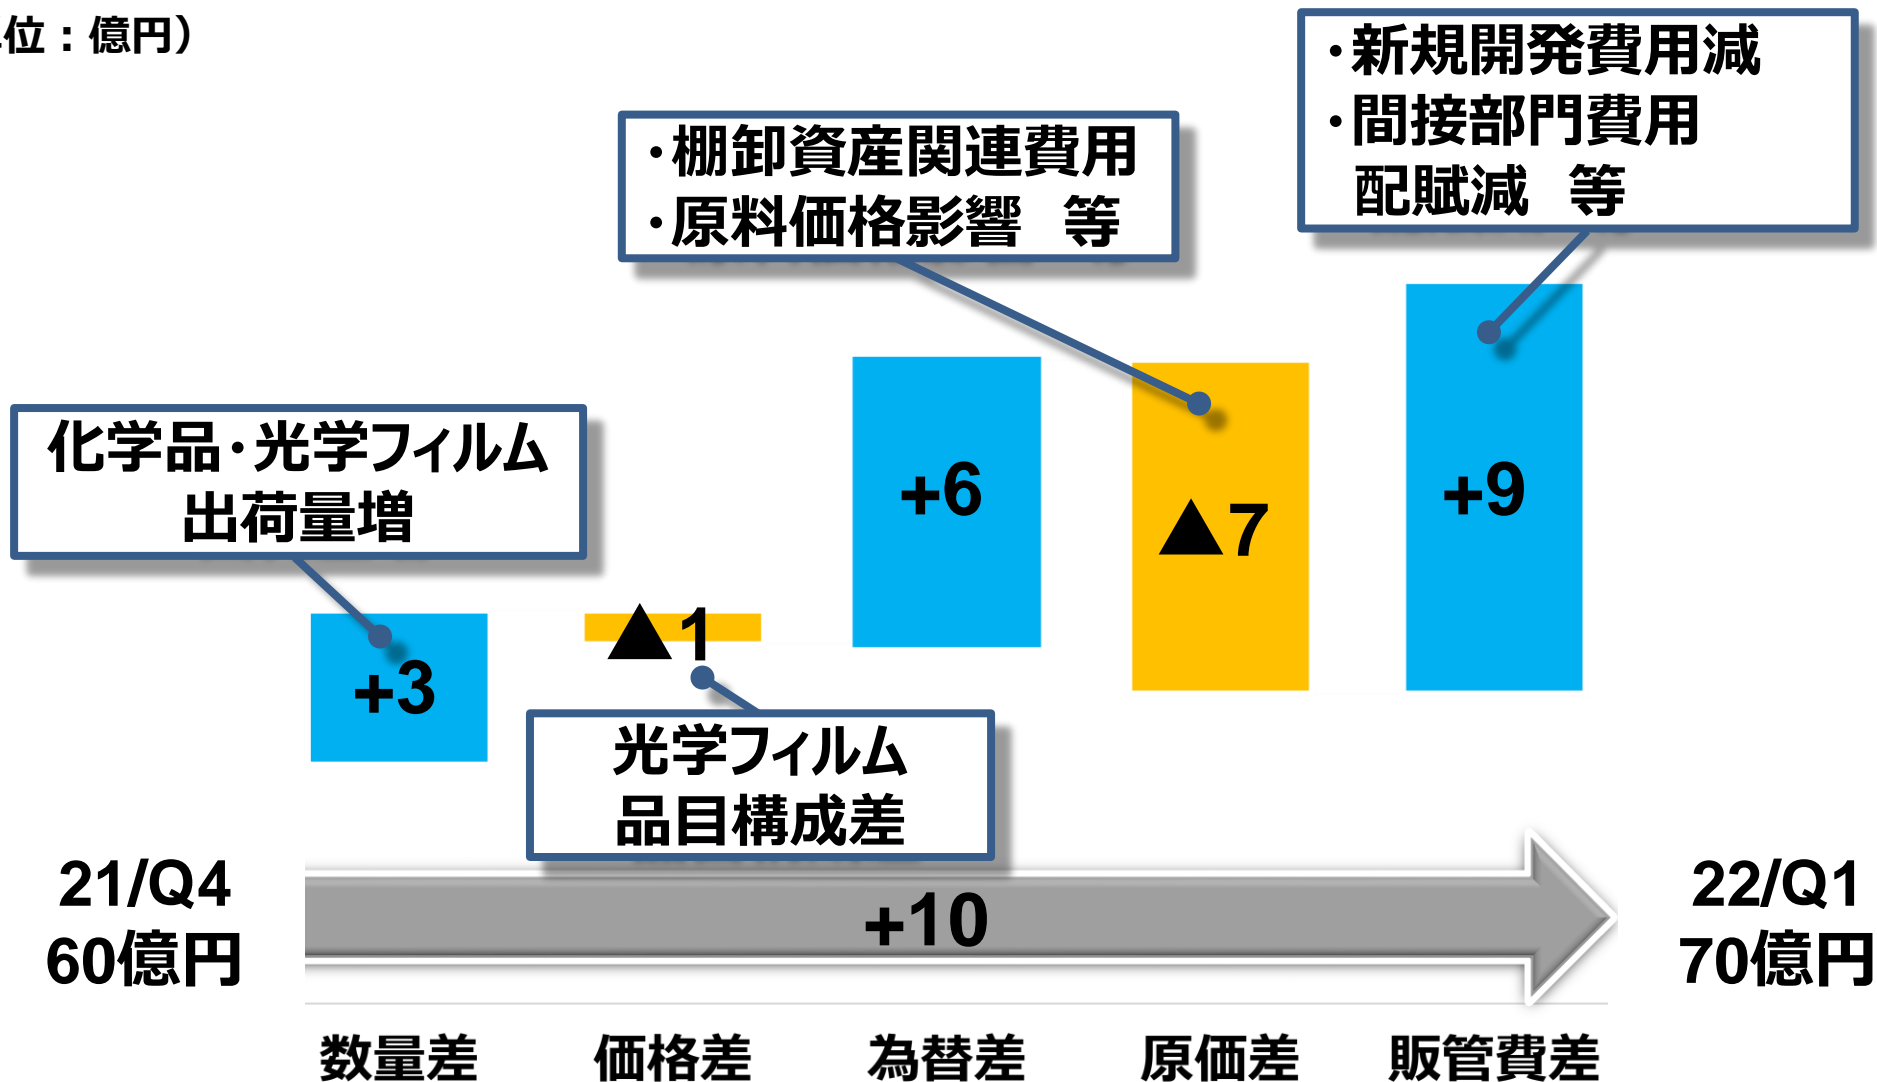 位：億円）
・新規開発費用減
・間接部門費用
配賦減　等
・棚卸資産関連費用
・原料価格影響　等
化学品・光学フィルム
出荷量増
+3
▲1
+6
▲7
+9
光学フィルム
品目構成差
21/Q4
60億円
+10
22/Q1
70億円
数量差
価格差
為替差
原価差
販管費差